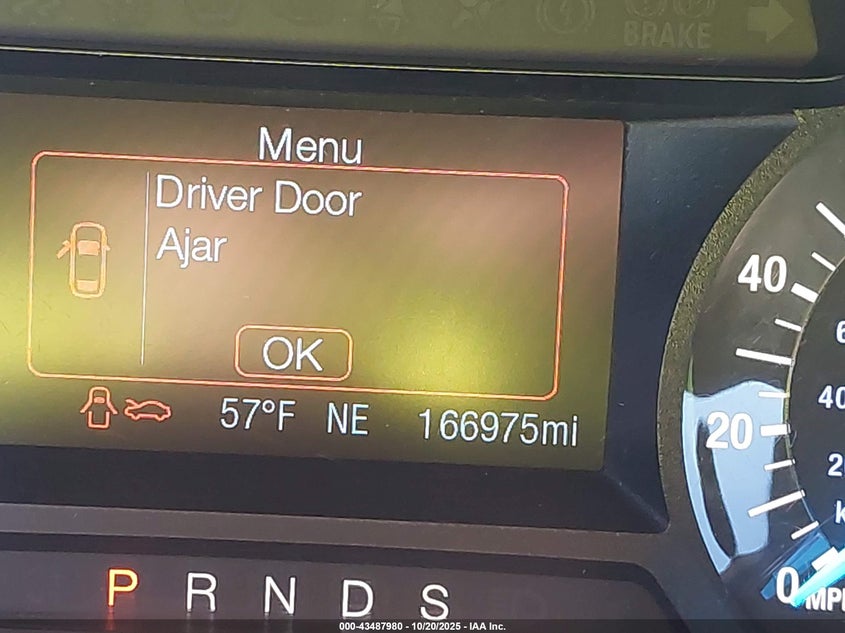 BRAKE
Menu
Driver Door
Ajar
OK
57°F NE 166975mi
40
20
0
P R N D S
000-43487980 - 10/20/2025 - IAA Inc.